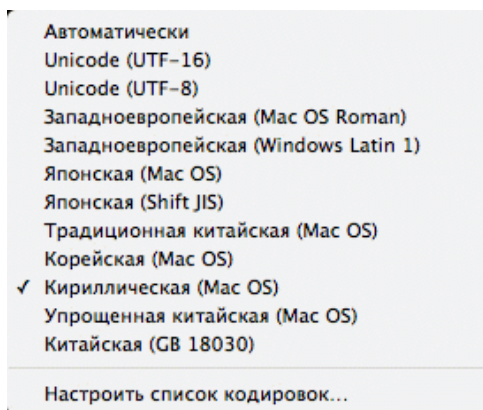 Автоматически
Unicode (UTF-16)
Unicode (UTF-8)
Западноевропейская (Mac OS Roman)
Западноевропейская (Windows Latin 1)
Японская (Mac OS)
Японская (Shift JIS)
Традиционная китайская (Mac OS)
Корейская (Mac OS)
✓ Кириллическая (Mac OS)
Упрощенная китайская (Mac OS)
Китайская (GB 18030)
Настроить список кодировок...